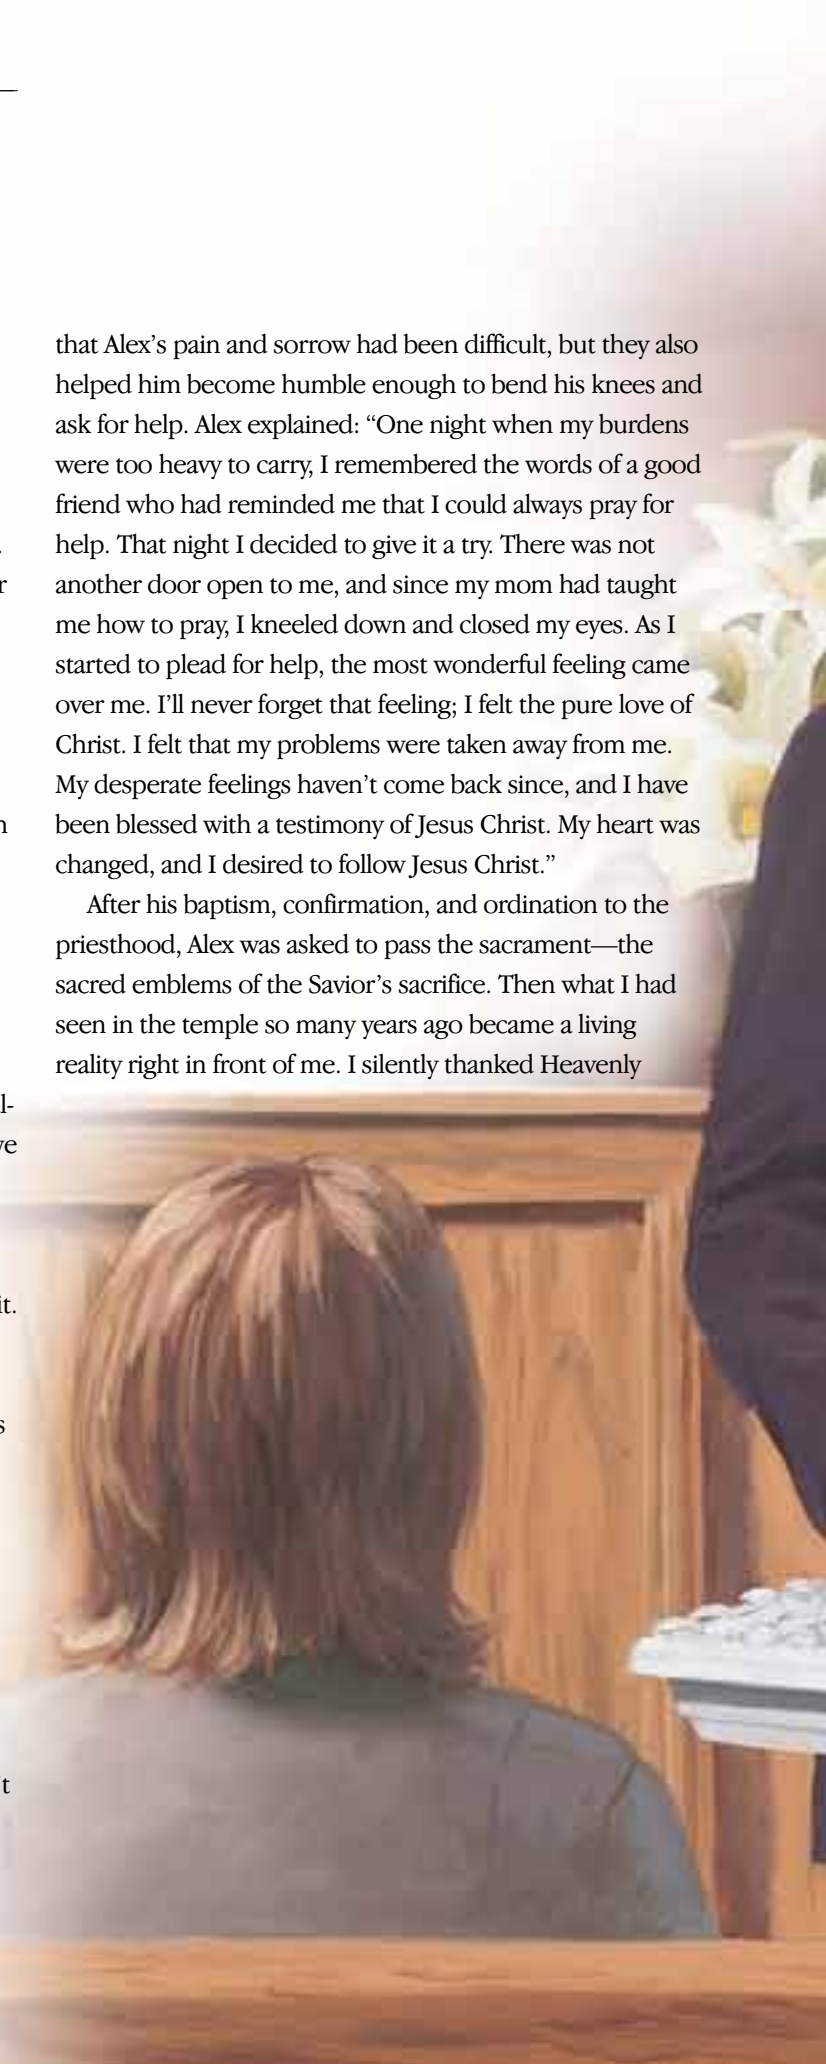 that Alex’s pain and sorrow had been difficult, but they also
helped him become humble enough to bend his knees and
ask for help. Alex explained: “One night when my burdens
were too heavy to carry, I remembered the words of a good
friend who had reminded me that I could always pray for
help. That night I decided to give it a try. There was not
another door open to me, and since my mom had taught
me how to pray, I kneeled down and closed my eyes. As I
started to plead for help, the most wonderful feeling came
over me. I’ll never forget that feeling; I felt the pure love of
Christ. I felt that my problems were taken away from me.
My desperate feelings haven’t come back since, and I have
been blessed with a testimony of Jesus Christ. My heart was
changed, and I desired to follow Jesus Christ.”
After his baptism, confirmation, and ordination to the
priesthood, Alex was asked to pass the sacrament—the
sacred emblems of the Savior’s sacrifice. Then what I had
seen in the temple so many years ago became a living
reality right in front of me. I silently thanked Heavenly